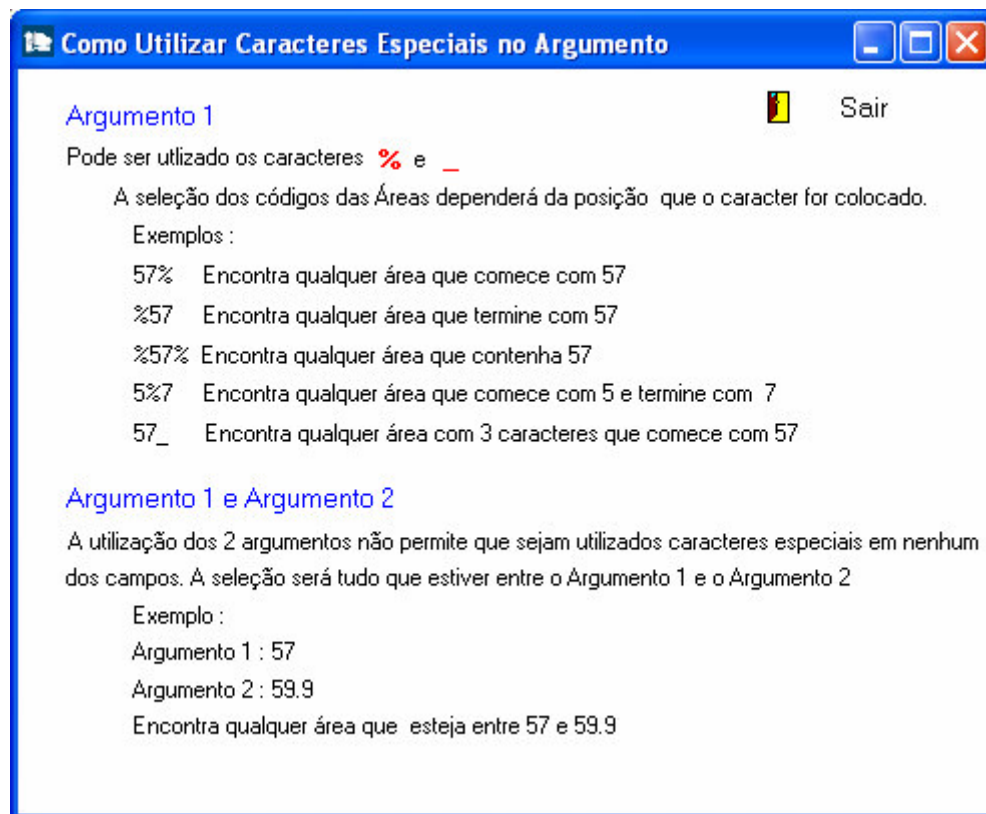 Como Utilizar Caracteres Especiais no Argumento
Sair
Argumento 1
Pode ser utlizado os caracteres % e _
A seleção dos códigos das Áreas dependerá da posição que o caracter for colocado.
Exemplos :
57% Encontra qualquer área que comece com 57
%57 Encontra qualquer área que termine com 57
%57% Encontra qualquer área que contenha 57
5%7 Encontra qualquer área que comece com 5 e termine com 7
57_ Encontra qualquer área com 3 caracteres que comece com 57
Argumento 1 e Argumento 2
A utilização dos 2 argumentos não permite que sejam utilizados caracteres especiais em nenhum
dos campos. A seleção será tudo que estiver entre o Argumento 1 e o Argumento 2
Exemplo :
Argumento 1 : 57
Argumento 2 : 59.9
Encontra qualquer área que esteja entre 57 e 59.9